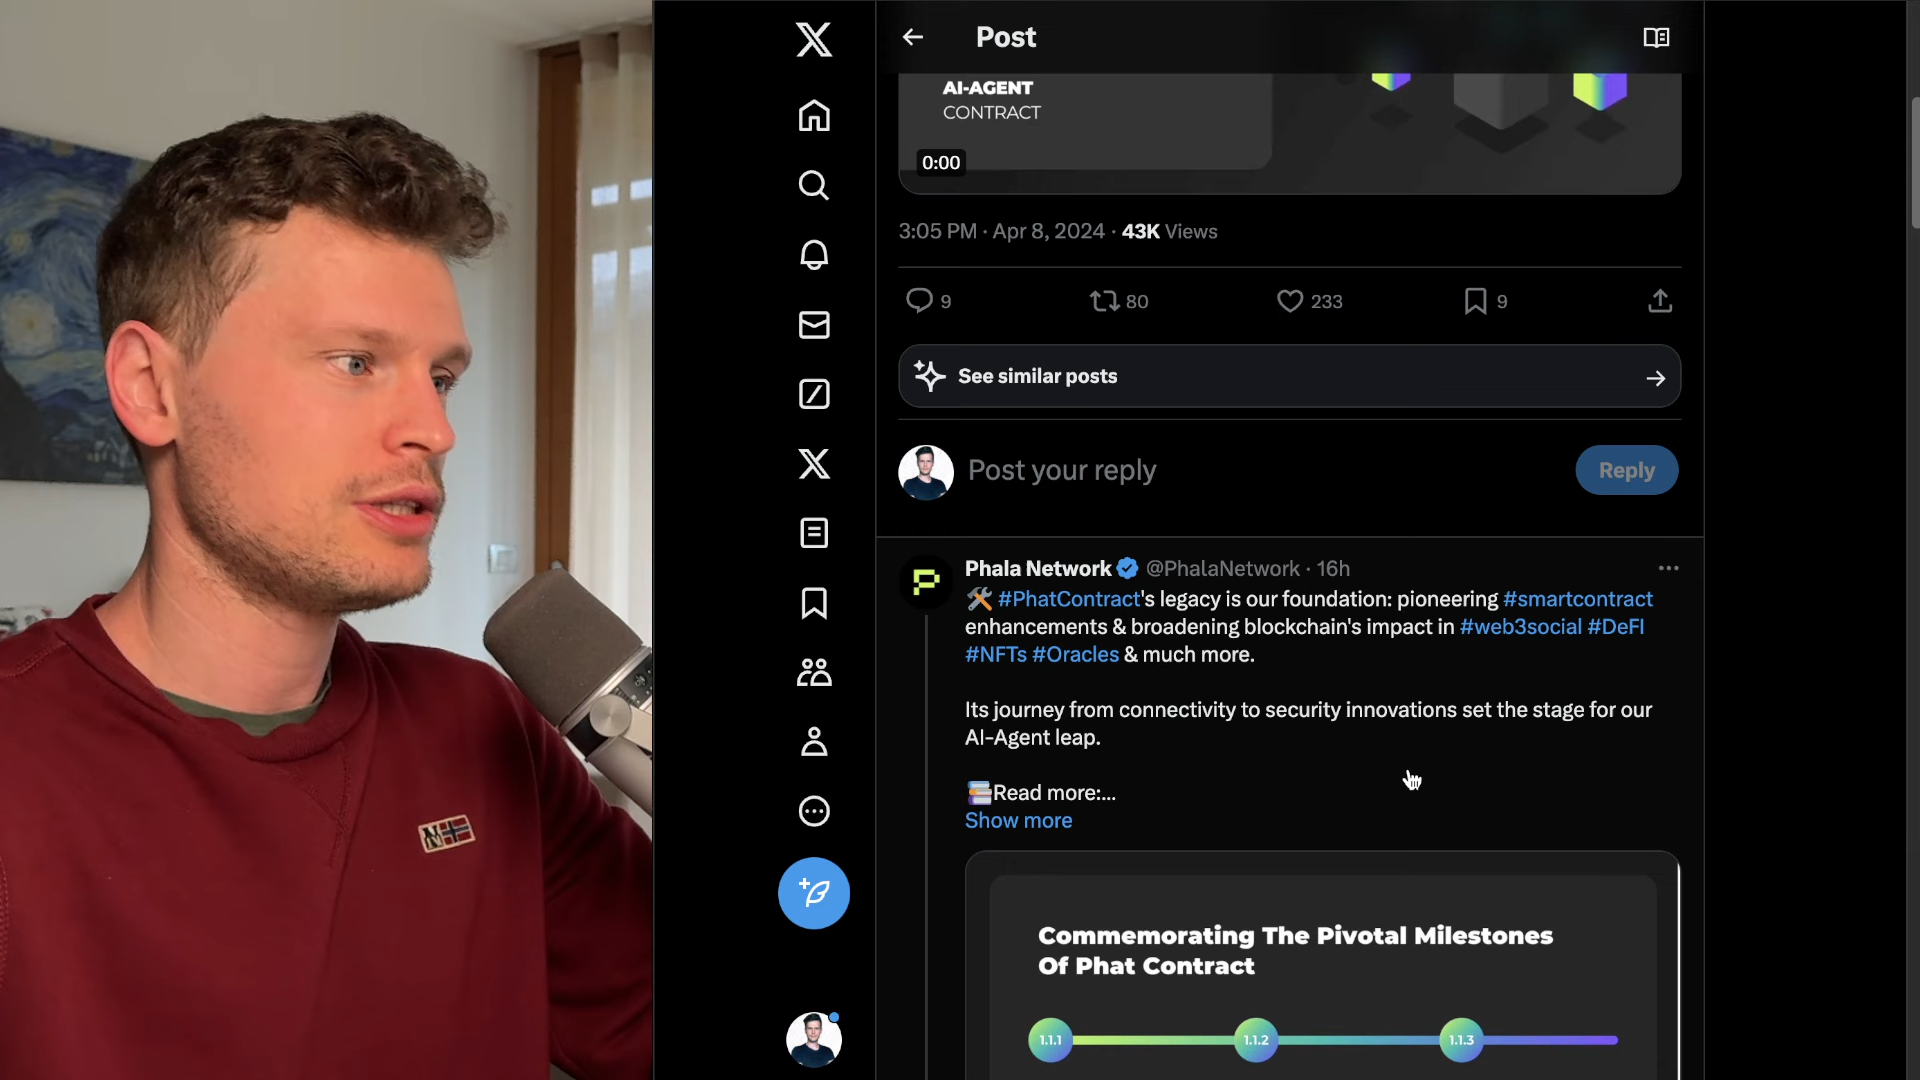 Post
AI-AGENT
CONTRACT
0:00
3:05 PM · Apr 8, 2024 · 43K Views
9
80
233
9
See similar posts
Post your reply
Reply
Phala Network @PhalaNetwork · 16h
🛠️ #PhatContract's legacy is our foundation: pioneering #smartcontract
enhancements & broadening blockchain's impact in #web3social #DeFI
#NFTs #Oracles & much more.
Its journey from connectivity to security innovations set the stage for our
AI-Agent leap.
📚Read more:...
Show more
Commemorating The Pivotal Milestones
Of Phat Contract
1.1.1
1.1.2
1.1.3
N